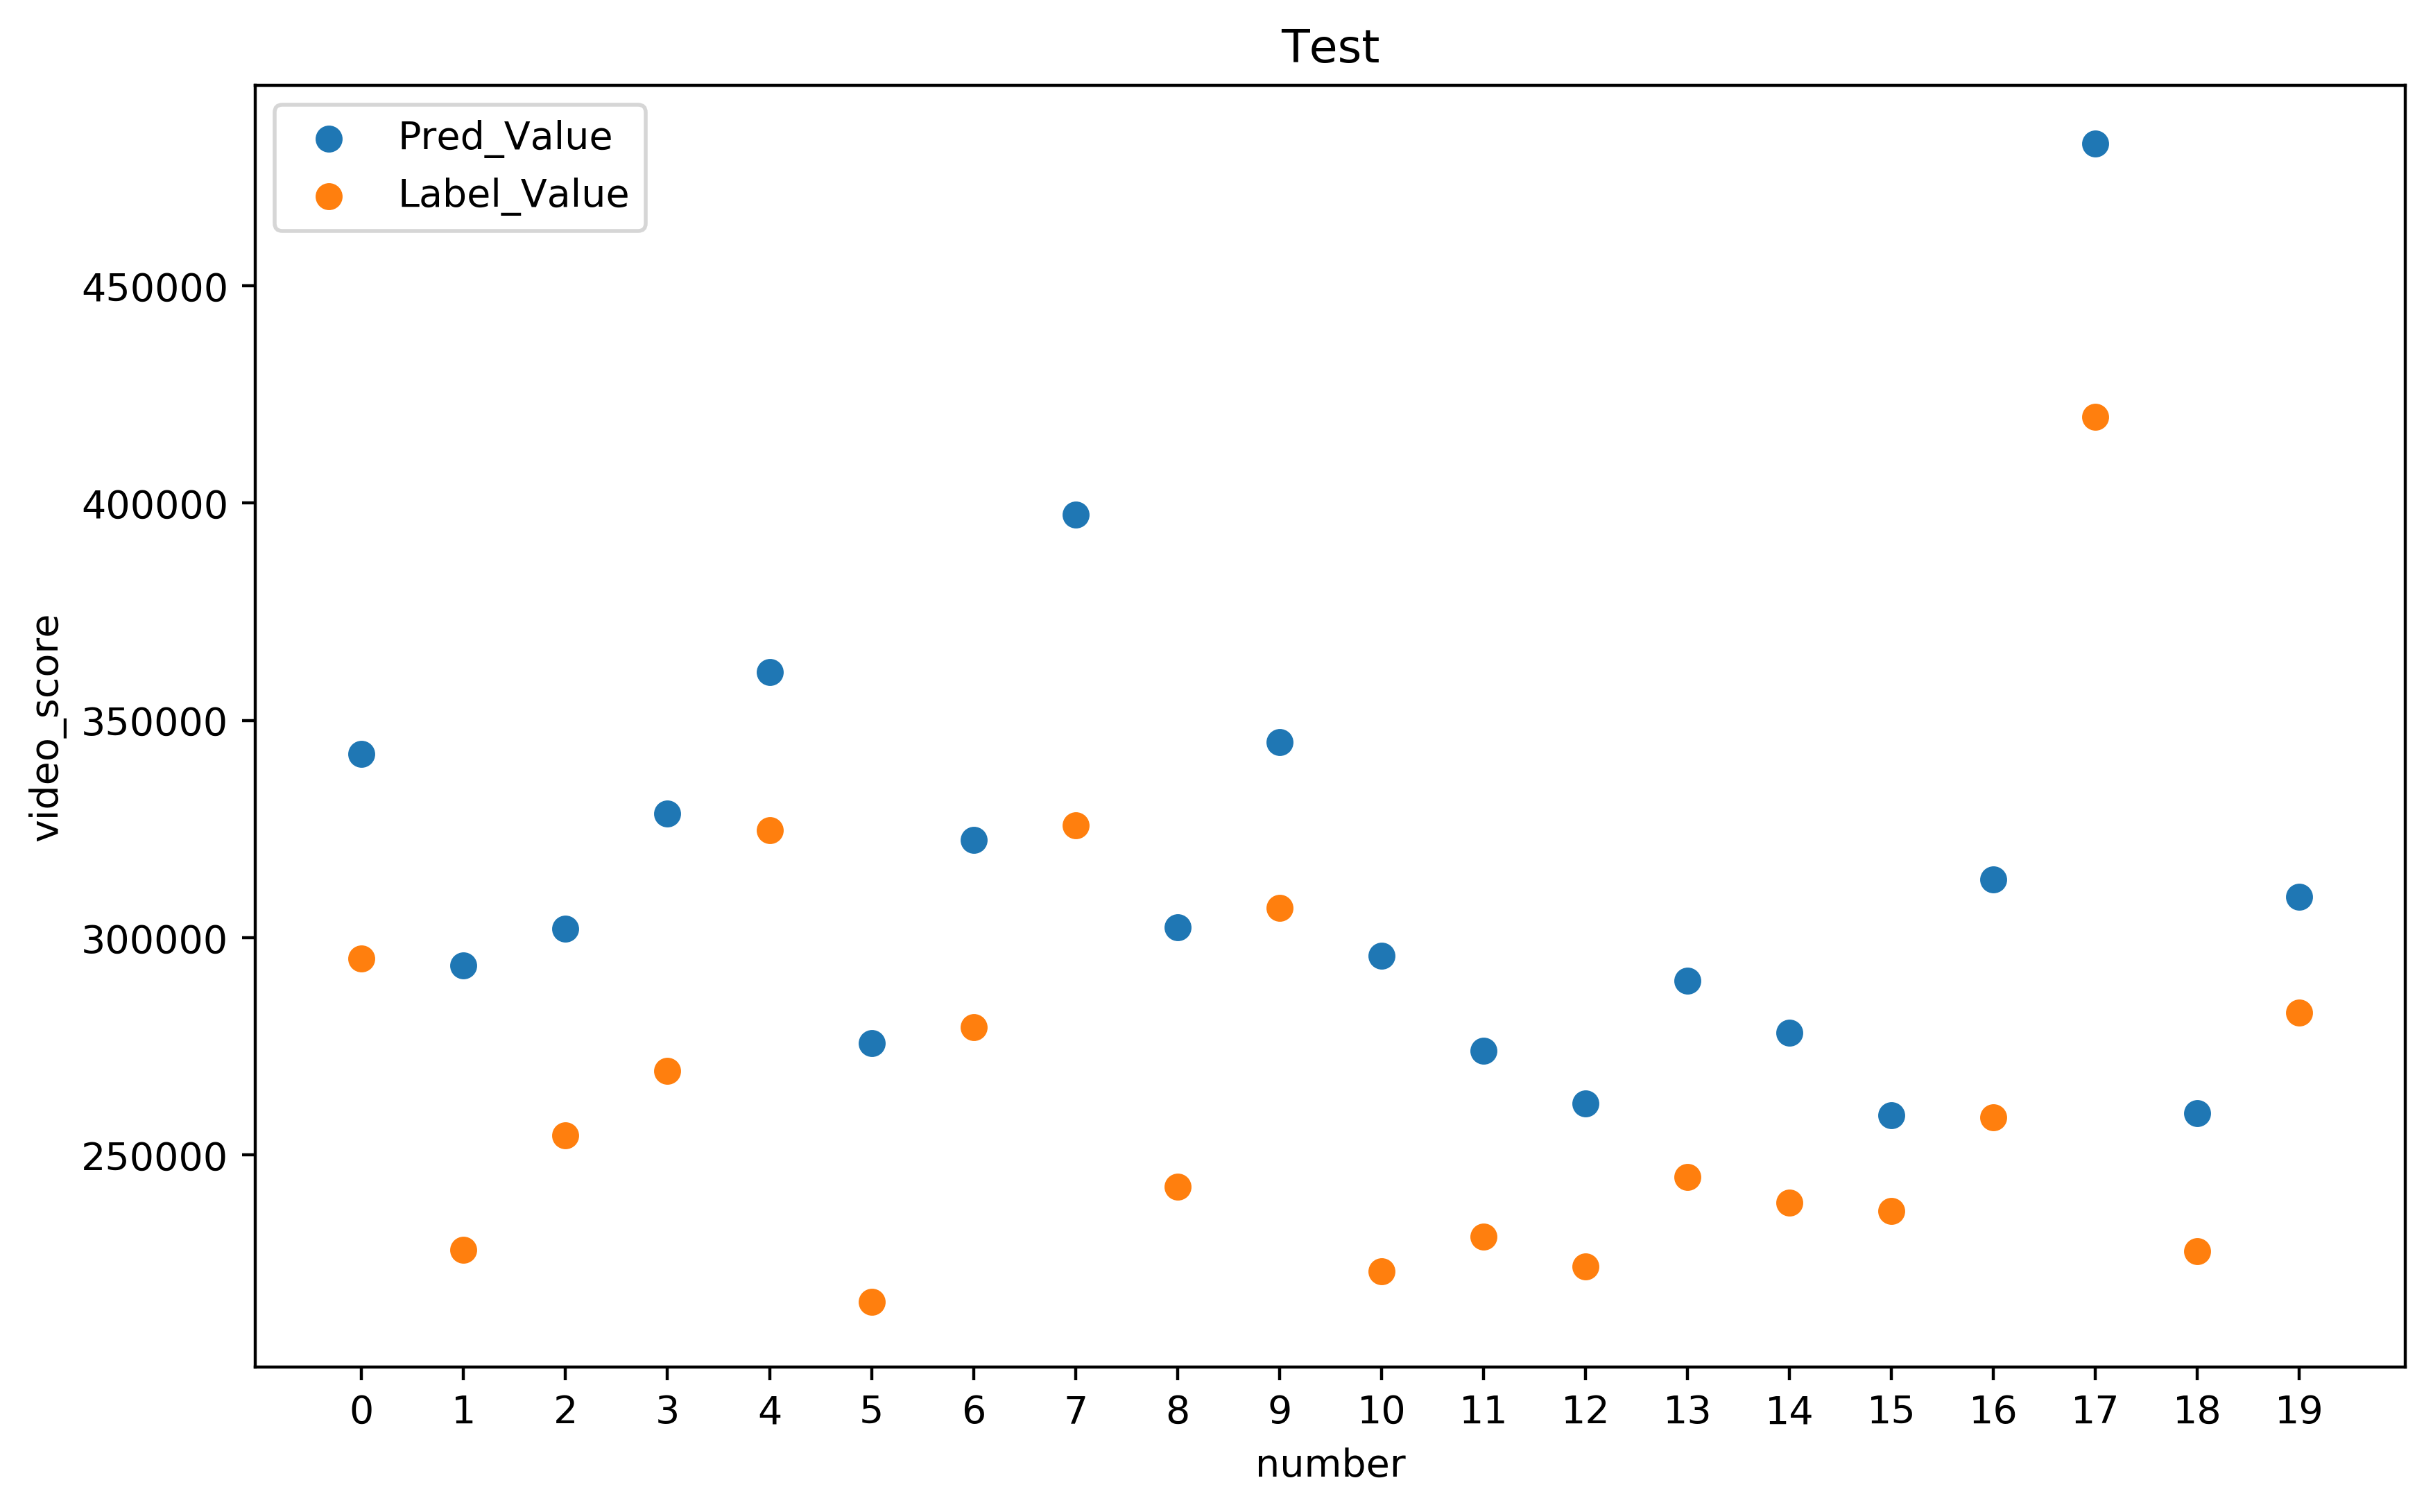 Test
Pred_Value
Label_Value
video_score
450000
400000
350000
300000
250000
0 1 2 3 4 5 6 7 8 9 10 11 12 13 14 15 16 17 18 19
number